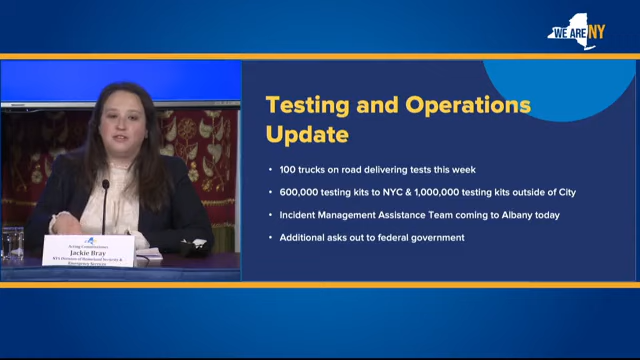 WE ARE NY
Testing and Operations
Update
• 100 trucks on road delivering tests this week
• 600,000 testing kits to NYC & 1,000,000 testing kits outside of City
• Incident Management Assistance Team coming to Albany today
• Additional asks out to federal government
Acting Commissioner
Jackie Bray
NYS Division of Homeland Security &
Emergency Services